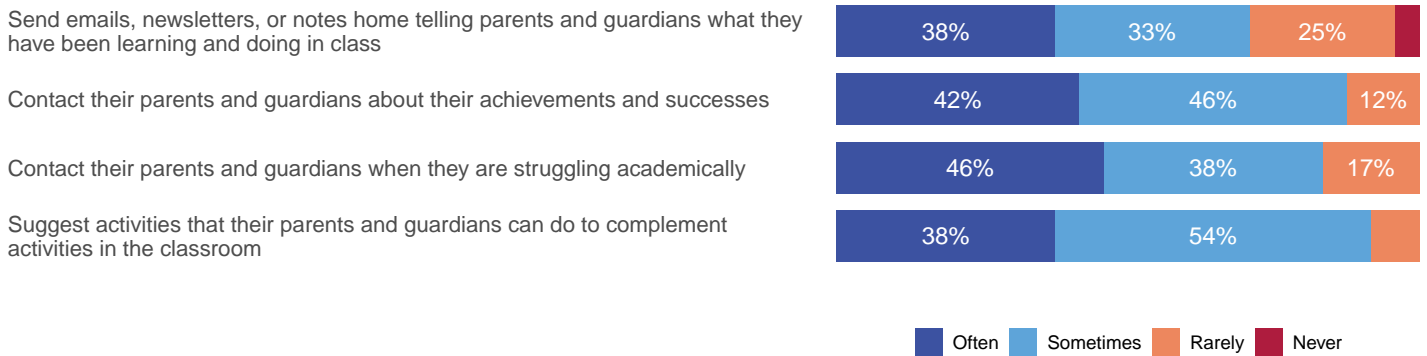 Send emails, newsletters, or notes home telling parents and guardians what they
have been learning and doing in class
38% 33% 25%
Contact their parents and guardians about their achievements and successes
42% 46% 12%
Contact their parents and guardians when they are struggling academically
46% 38% 17%
Suggest activities that their parents and guardians can do to complement
activities in the classroom
38% 54%
Often Sometimes Rarely Never